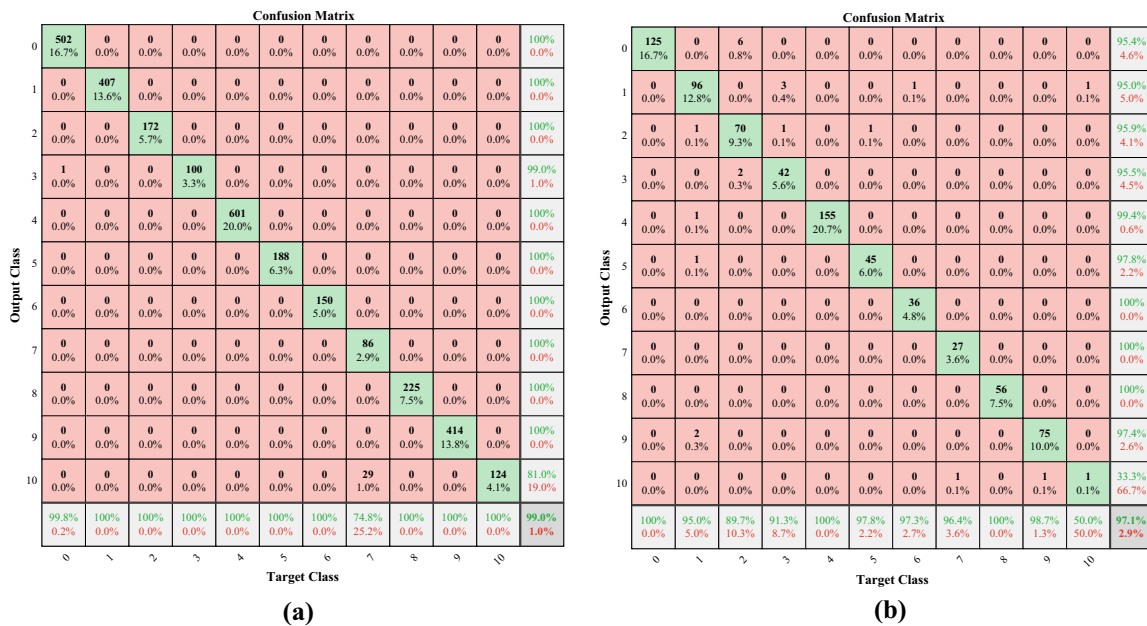 Confusion Matrix
0 502 0 0 0 0 0 0 0 0 0 0 100%
16.7% 0.0% 0.0% 0.0% 0.0% 0.0% 0.0% 0.0% 0.0% 0.0% 0.0% 0.0%
1 0 407 0 0 0 0 0 0 0 0 0 100%
0.0% 13.6% 0.0% 0.0% 0.0% 0.0% 0.0% 0.0% 0.0% 0.0% 0.0% 0.0%
2 0 0 172 0 0 0 0 0 0 0 0 100%
0.0% 0.0% 5.7% 0.0% 0.0% 0.0% 0.0% 0.0% 0.0% 0.0% 0.0% 0.0%
3 1 0 0 100 0 0 0 0 0 0 0 99.0%
0.0% 0.0% 0.0% 3.3% 0.0% 0.0% 0.0% 0.0% 0.0% 0.0% 0.0% 1.0%
4 0 0 0 0 601 0 0 0 0 0 0 100%
0.0% 0.0% 0.0% 0.0% 20.0% 0.0% 0.0% 0.0% 0.0% 0.0% 0.0% 0.0%
5 0 0 0 0 0 188 0 0 0 0 0 100%
0.0% 0.0% 0.0% 0.0% 0.0% 6.3% 0.0% 0.0% 0.0% 0.0% 0.0% 0.0%
6 0 0 0 0 0 0 150 0 0 0 0 100%
0.0% 0.0% 0.0% 0.0% 0.0% 0.0% 5.0% 0.0% 0.0% 0.0% 0.0% 0.0%
7 0 0 0 0 0 0 0 86 0 0 0 100%
0.0% 0.0% 0.0% 0.0% 0.0% 0.0% 0.0% 2.9% 0.0% 0.0% 0.0% 0.0%
8 0 0 0 0 0 0 0 0 225 0 0 100%
0.0% 0.0% 0.0% 0.0% 0.0% 0.0% 0.0% 0.0% 7.5% 0.0% 0.0% 0.0%
9 0 0 0 0 0 0 0 0 0 414 0 100%
0.0% 0.0% 0.0% 0.0% 0.0% 0.0% 0.0% 0.0% 0.0% 13.8% 0.0% 0.0%
10 0 0 0 0 0 0 0 29 0 0 124 81.0%
0.0% 0.0% 0.0% 0.0% 0.0% 0.0% 0.0% 1.0% 0.0% 0.0% 4.1% 19.0%
99.8% 100% 100% 100% 100% 100% 100% 74.8% 100% 100% 100% 99.0%
0.2% 0.0% 0.0% 0.0% 0.0% 0.0% 0.0% 25.2% 0.0% 0.0% 0.0% 1.0%
0 1 2 3 4 5 6 7 8 9 10
Output Class
Target Class
(a)
Confusion Matrix
0 125 0 6 0 0 0 0 0 0 0 0 95.4%
16.7% 0.0% 0.8% 0.0% 0.0% 0.0% 0.0% 0.0% 0.0% 0.0% 0.0% 4.6%
1 0 96 0 3 0 0 1 0 0 0 1 95.0%
0.0% 12.8% 0.0% 0.4% 0.0% 0.0% 0.1% 0.0% 0.0% 0.0% 0.1% 5.0%
2 0 1 70 1 0 1 0 0 0 0 0 95.9%
0.0% 0.1% 9.3% 0.1% 0.0% 0.1% 0.0% 0.0% 0.0% 0.0% 0.0% 4.1%
3 0 0 2 42 0 0 0 0 0 0 0 95.5%
0.0% 0.0% 0.3% 5.6% 0.0% 0.0% 0.0% 0.0% 0.0% 0.0% 0.0% 4.5%
4 0 1 0 0 155 0 0 0 0 0 0 99.4%
0.0% 0.1% 0.0% 0.0% 20.7% 0.0% 0.0% 0.0% 0.0% 0.0% 0.0% 0.6%
5 0 1 0 0 0 45 0 0 0 0 0 97.8%
0.0% 0.1% 0.0% 0.0% 0.0% 6.0% 0.0% 0.0% 0.0% 0.0% 0.0% 2.2%
6 0 0 0 0 0 0 36 0 0 0 0 100%
0.0% 0.0% 0.0% 0.0% 0.0% 0.0% 4.8% 0.0% 0.0% 0.0% 0.0% 0.0%
7 0 0 0 0 0 0 0 27 0 0 0 100%
0.0% 0.0% 0.0% 0.0% 0.0% 0.0% 0.0% 3.6% 0.0% 0.0% 0.0% 0.0%
8 0 0 0 0 0 0 0 0 56 0 0 100%
0.0% 0.0% 0.0% 0.0% 0.0% 0.0% 0.0% 0.0% 7.5% 0.0% 0.0% 0.0%
9 0 2 0 0 0 0 0 0 0 75 0 97.4%
0.0% 0.3% 0.0% 0.0% 0.0% 0.0% 0.0% 0.0% 0.0% 10.0% 0.0% 2.6%
10 0 0 0 0 0 0 0 1 0 1 1 33.3%
0.0% 0.0% 0.0% 0.0% 0.0% 0.0% 0.0% 0.1% 0.0% 0.1% 0.1% 66.7%
100% 95.0% 89.7% 91.3% 100% 97.8% 97.3% 96.4% 100% 98.7% 50.0% 97.1%
0.0% 5.0% 10.3% 8.7% 0.0% 2.2% 2.7% 3.6% 0.0% 1.3% 50.0% 2.9%
0 1 2 3 4 5 6 7 8 9 10
Output Class
Target Class
(b)